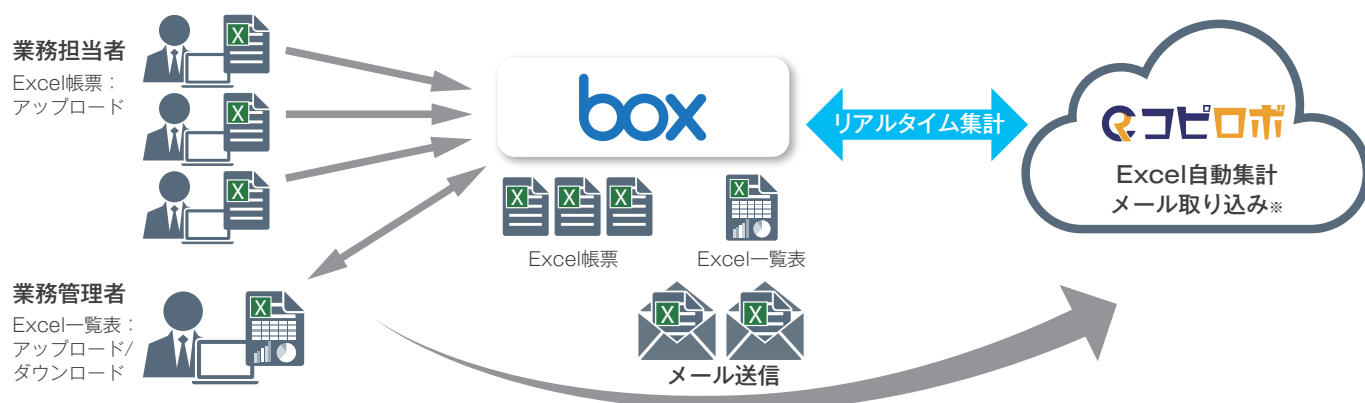 業務担当者
Excel帳票：
アップロード
box
リアルタイム集計
コピロボ
Excel自動集計
メール取り込み※
Excel帳票
Excel一覧表
業務管理者
Excel一覧表：
アップロード/
ダウンロード
メール送信